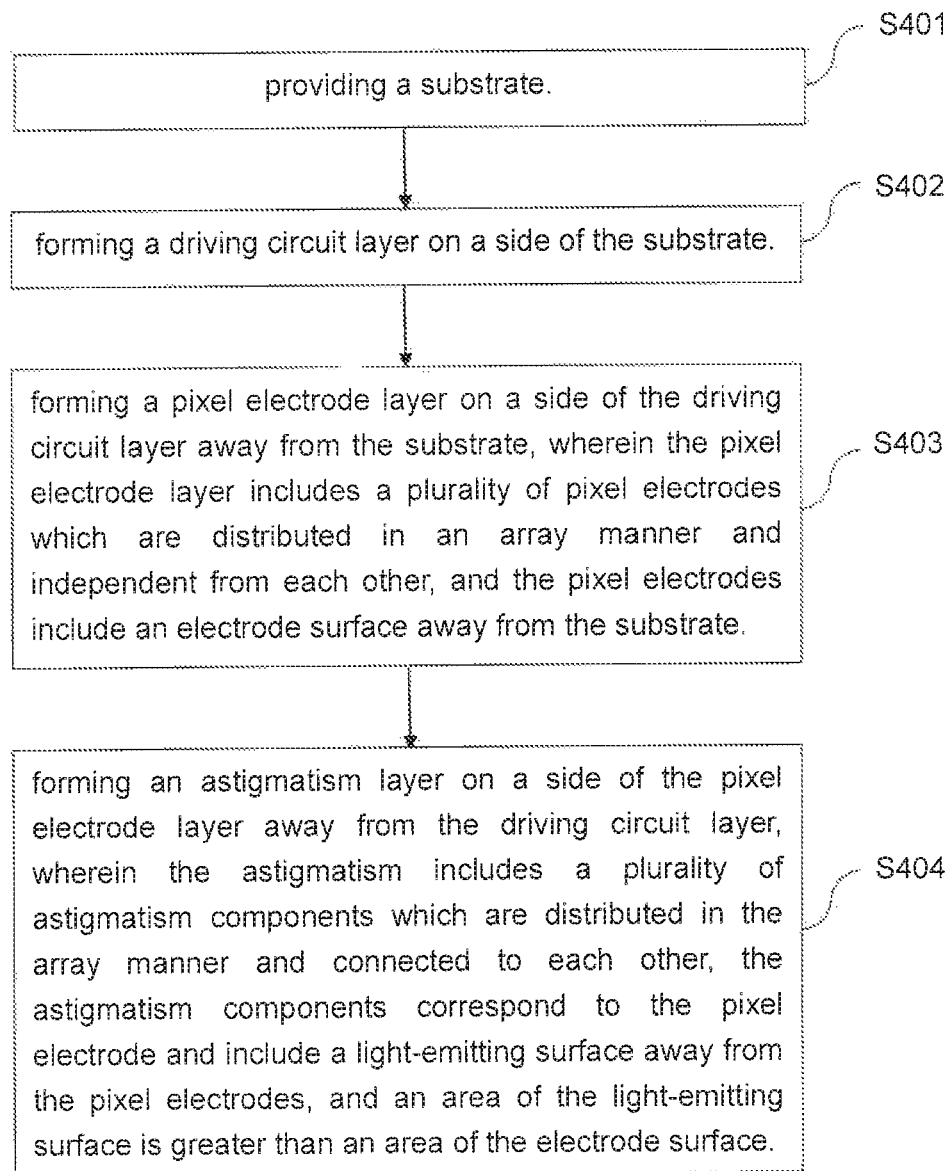 S401
providing a substrate.
S402
forming a driving circuit layer on a side of the substrate.
forming a pixel electrode layer on a side of the driving
circuit layer away from the substrate, wherein the pixel
S403
electrode layer includes a plurality of pixel electrodes
which are distributed in an array manner and
independent from each other, and the pixel electrodes
include an electrode surface away from the substrate.
forming an astigmatism layer on a side of the pixel
electrode layer away from the driving circuit layer,
wherein the astigmatism includes a plurality of
S404
astigmatism components which are distributed in the
array manner and connected to each other, the
astigmatism components correspond to the pixel
electrode and include a light-emitting surface away from
the pixel electrodes, and an area of the light-emitting
surface is greater than an area of the electrode surface.